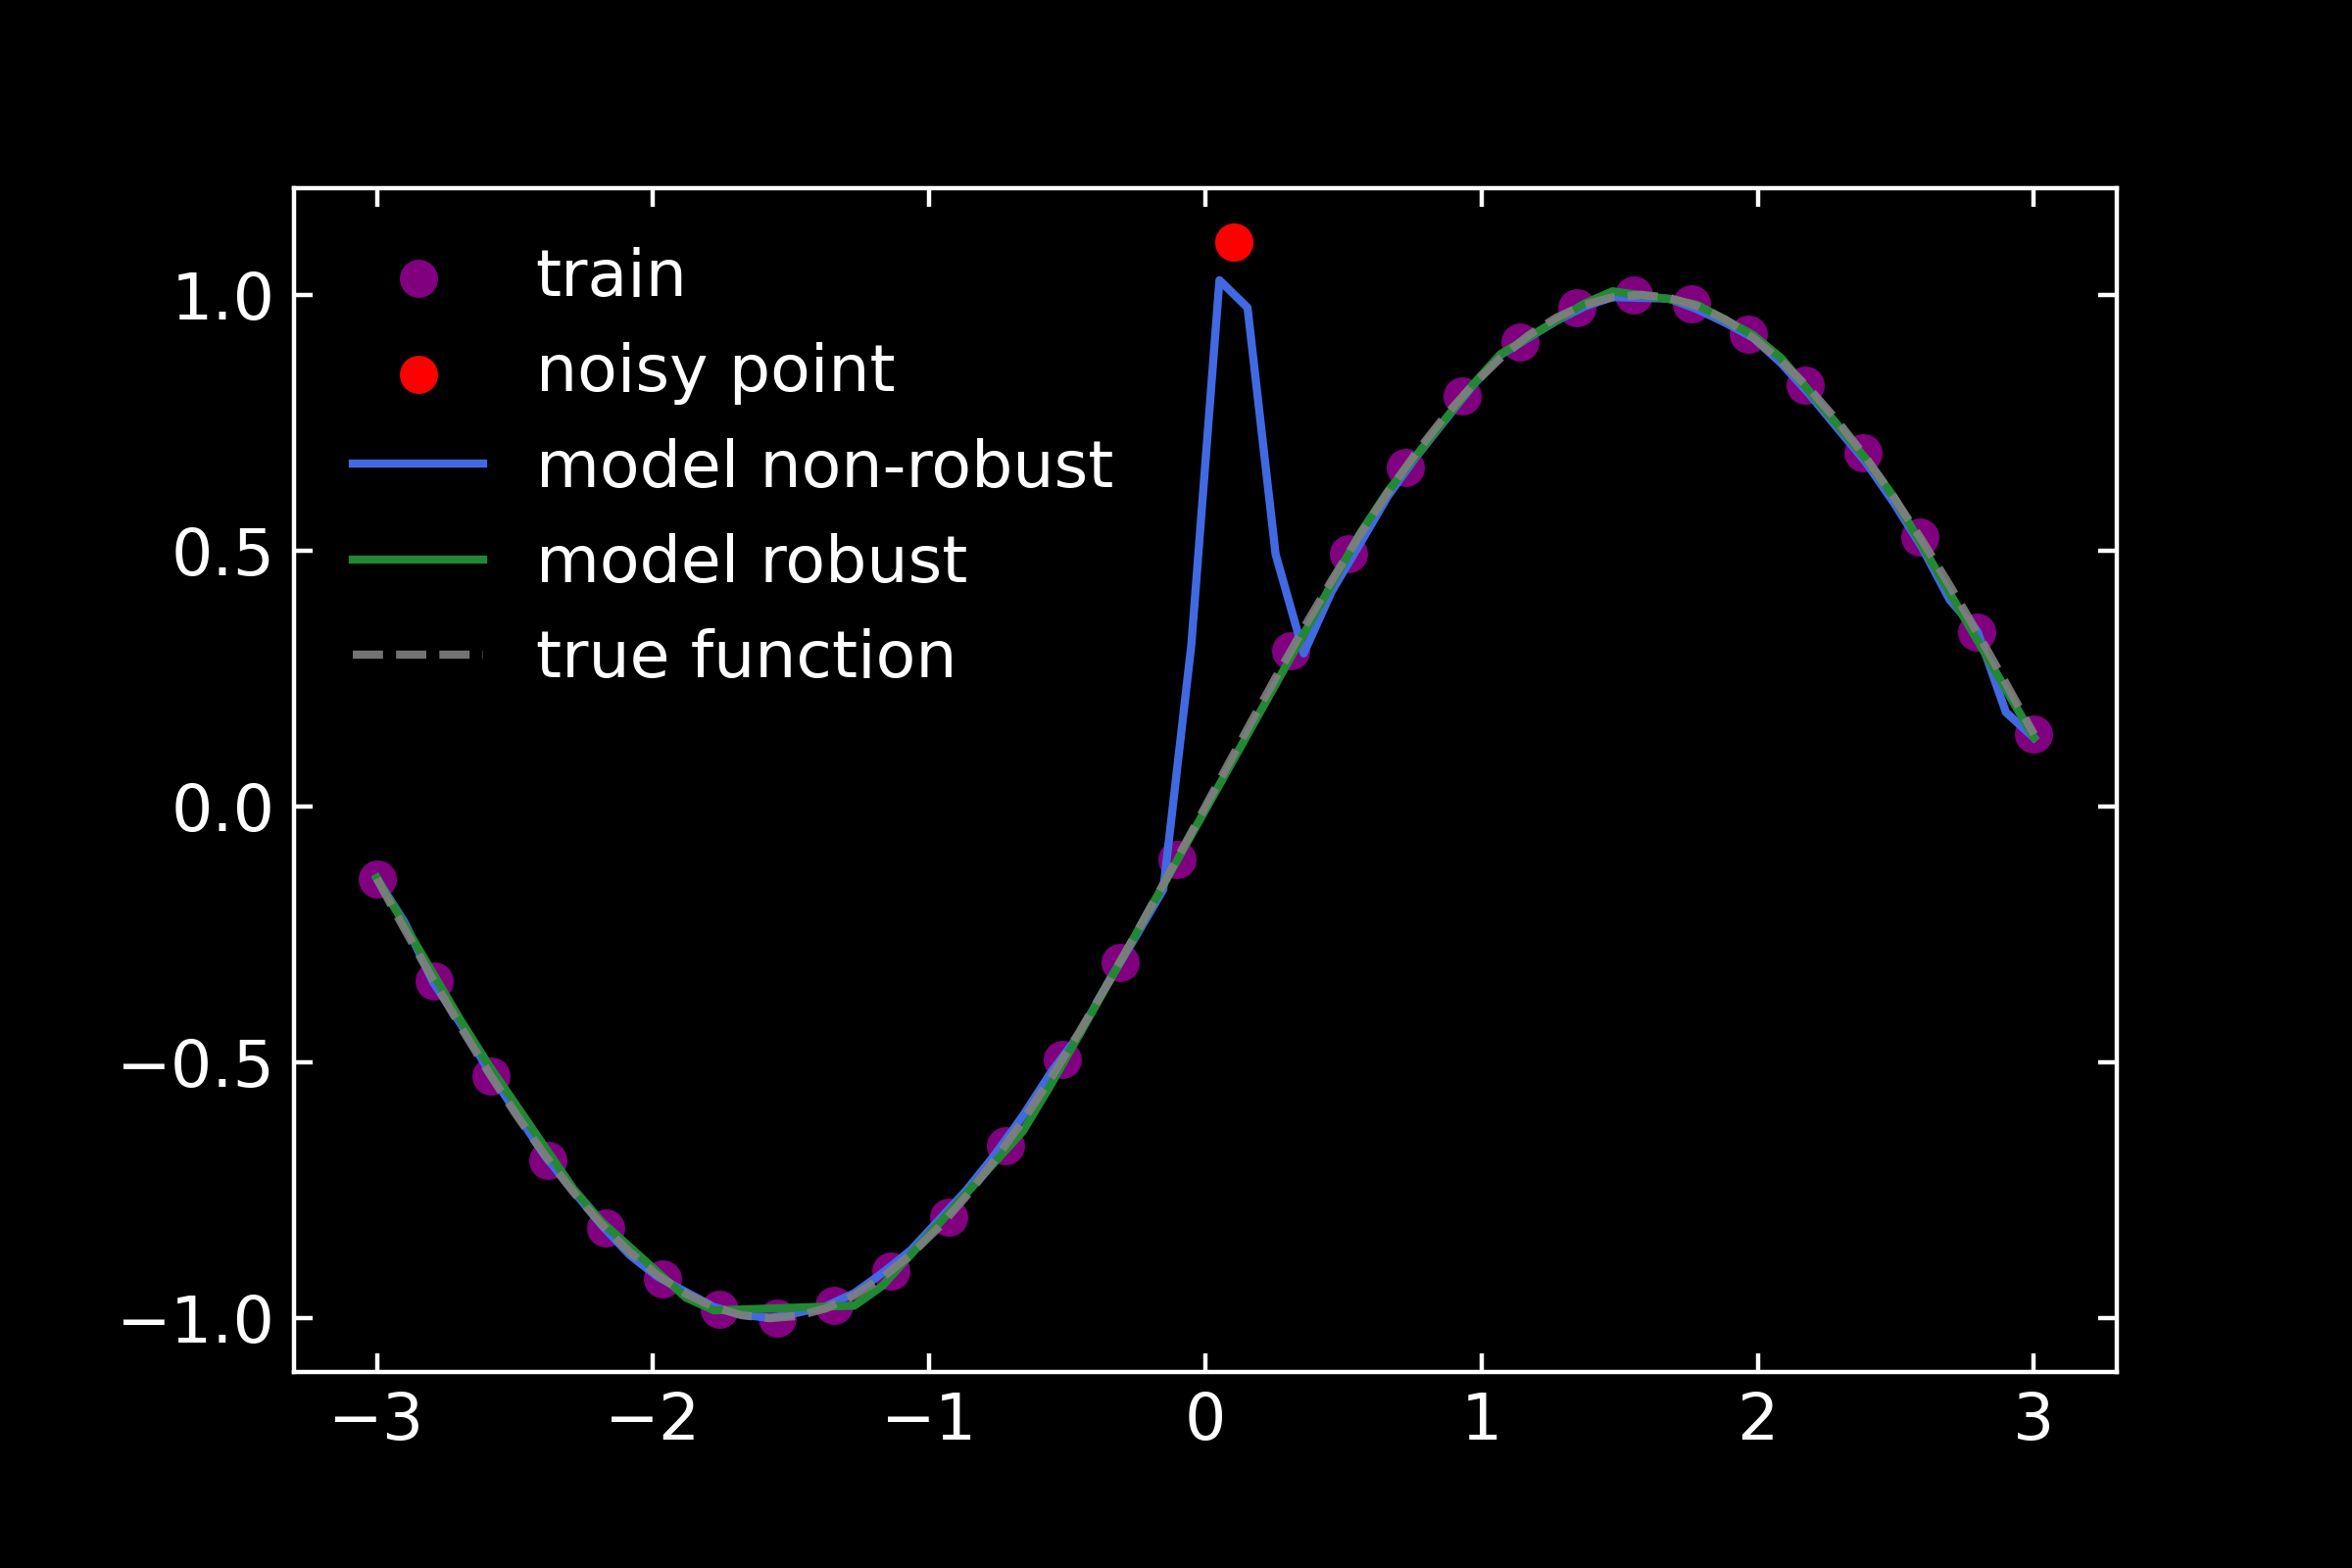 train
noisy point
model non-robust
model robust
true function
1.0
0.5
0.0
−0.5
−1.0
−3 −2 −1 0 1 2 3